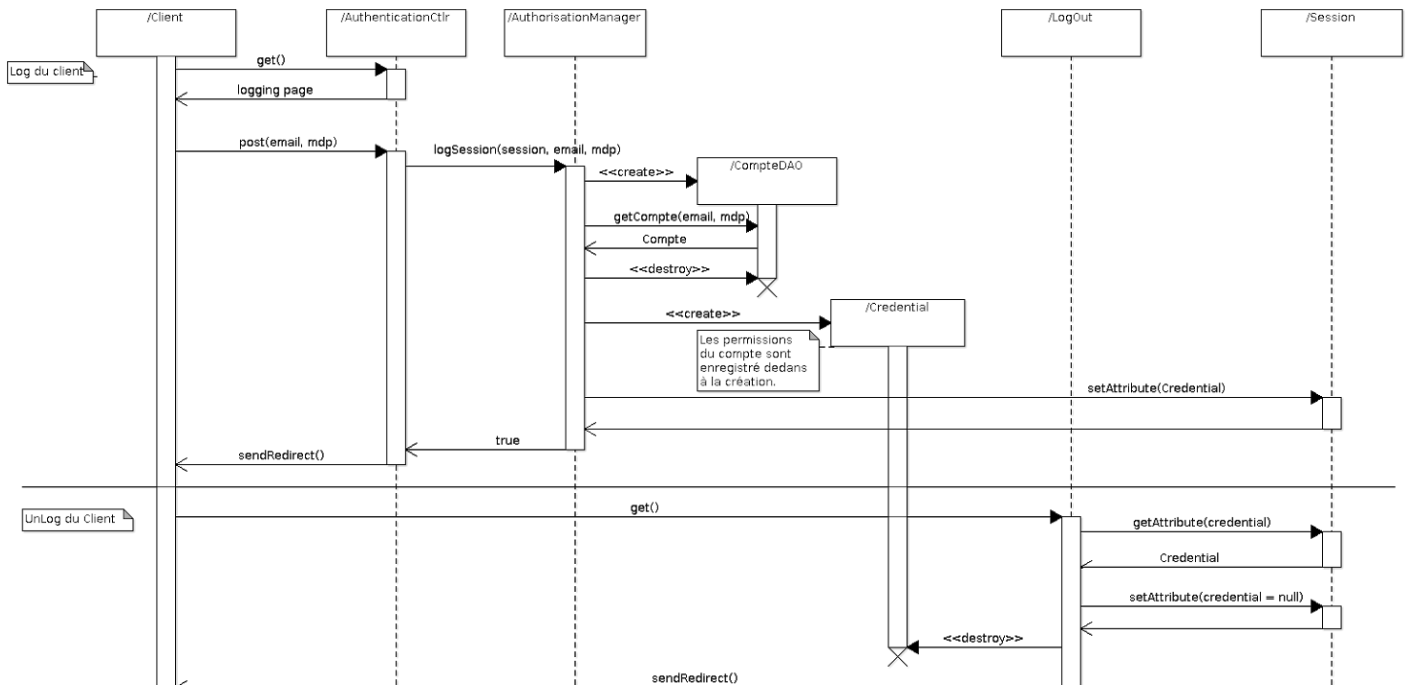 /Client
/AuthenticationCtlr
/AuthorisationManager
/LogOut
/Session
Log du client
get()
logging page
post(email, mdp)
logSession(session, email, mdp)
<<create>>
/CompteDAO
getCompte(email, mdp)
Compte
<<destroy>>
<<create>>
/Credential
Les permissions
du compte sont
enregistré dedans
à la création.
setAttribute(Credential)
true
sendRedirect()
UnLog du Client
get()
getAttribute(credential)
Credential
setAttribute(credential = null)
<<destroy>>
sendRedirect()